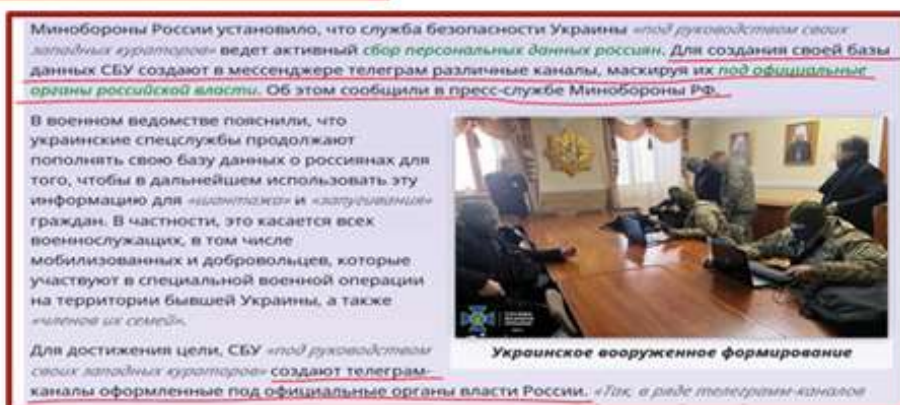 Минобороны России установило, что служба безопасности Украины «под руководством своих
западных кураторов» ведет активный сбор персональных данных россиян. Для создания своей базы
данных СБУ создают в мессенджере телеграм различные каналы, маскируя их под официальные
органы российской власти. Об этом сообщили в пресс-службе Минобороны РФ.
В военном ведомстве пояснили, что
украинские спецслужбы продолжают
пополнять свою базу данных о россиянах для
того, чтобы в дальнейшем использовать эту
информацию для «шантажа» и «запугивания»
граждан. В частности, это касается всех
военнослужащих, в том числе
мобилизованных и добровольцев, которые
участвуют в специальной военной операции
на территории бывшей Украины, а также
«членов их семей».
Украинское вооруженное формирование
Для достижения цели, СБУ «под руководством
своих западных кураторов» создают телеграм-
каналы оформленные под официальные органы власти России. «Так, в ряде телеграмм-каналов